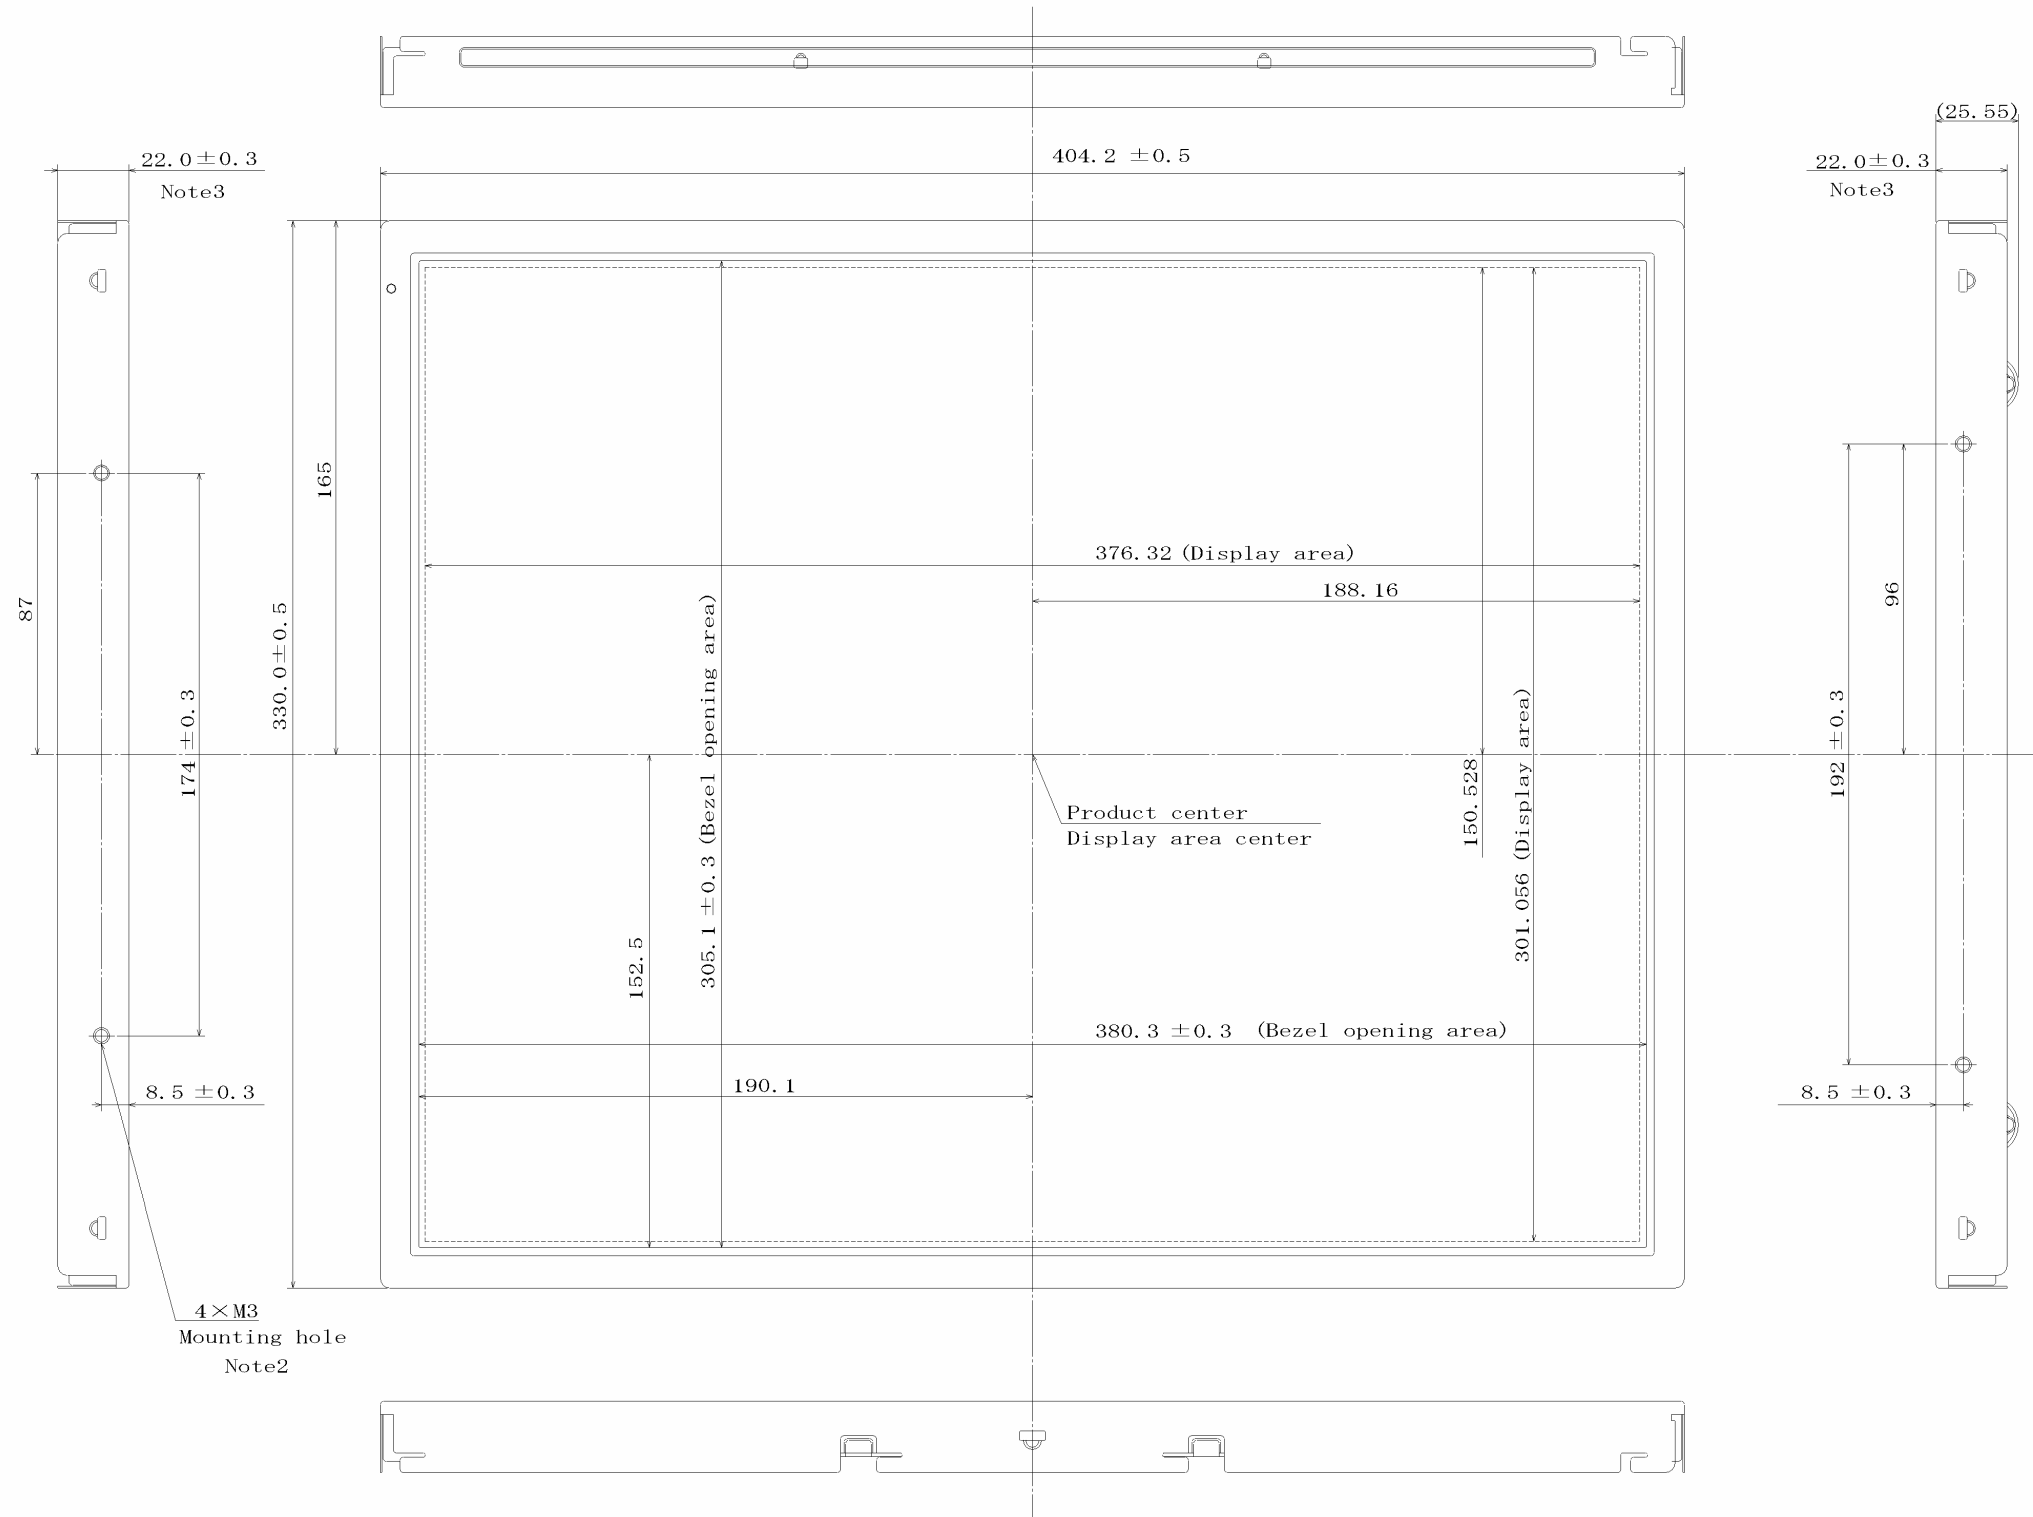 (25.55)
22.0±0.3
Note3
404.2 ±0.5
22.0±0.3
Note3
165
376.32 (Display area)
188.16
87
330.0±0.5
305.1 ±0.3 (Bezel opening area)
96
174 ±0.3
301.056 (Display area)
192 ±0.3
150.528
Product center
Display area center
152.5
380.3 ±0.3 (Bezel opening area)
190.1
8.5 ±0.3
8.5 ±0.3
4×M3
Mounting hole
Note2